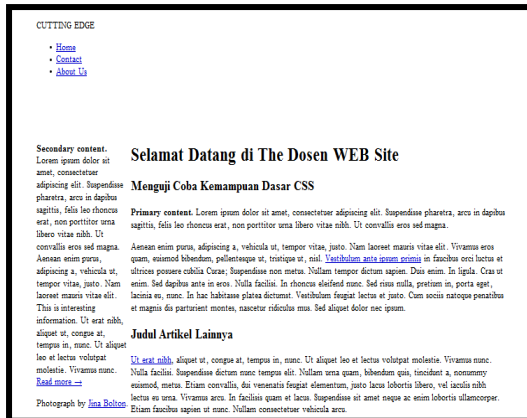 CUTTING EDGE
• Home
• Contact
• About Us
Secondary content.
Lorem ipsum dolor sit
amet, consectetuer
adipiscing elit. Suspendisse
pharetra, arcu in dapibus
sagittis, felis leo rhoncus
erat, non porttitor urna
libero vitae nibh. Ut
convallis eros sed magna.
Aenean enim purus,
adipiscing a, vehicula ut,
tempor vitae, justo. Nam
laoreet mauris vitae elit.
This is interesting
information. Ut erat nibh,
aliquet ut, congue at,
tempus in, nunc. Ut aliquet
leo et lectus volutpat
molestie. Vivamus nunc.
Read more →
Photograph by Jina Bolton.
Selamat Datang di The Dosen WEB Site
Menguji Coba Kemampuan Dasar CSS
Primary content. Lorem ipsum dolor sit amet, consectetuer adipiscing elit. Suspendisse pharetra, arcu in dapibus
sagittis, felis leo rhoncus erat, non porttitor urna libero vitae nibh. Ut convallis eros sed magna.
Aenean enim purus, adipiscing a, vehicula ut, tempor vitae, justo. Nam laoreet mauris vitae elit. Vivamus eros
quam, euismod bibendum, pellentesque ut, tristique ut, nisl. Vestibulum ante ipsum primis in faucibus orci luctus et
ultrices posuere cubilia Curae; Suspendisse non metus. Nullam tempor dictum sapien. Duis enim. In ligula. Cras ut
enim. Sed dapibus ante in eros. Nulla facilisi. In rhoncus eleifend nunc. Sed risus nulla, pretium in, porta eget,
lacinia eu, nunc. In hac habitasse platea dictumst. Vestibulum feugiat lectus et justo. Cum sociis natoque penatibus
et magnis dis parturient montes, nascetur ridiculus mus. Sed aliquet dolor nec ipsum.
Judul Artikel Lainnya
Ut erat nibh, aliquet ut, congue at, tempus in, nunc. Ut aliquet leo et lectus volutpat molestie. Vivamus nunc.
Nulla facilisi. Suspendisse dictum nunc tempus elit. Nullam urna quam, bibendum quis, tincidunt a, nonummy
euismod, metus. Etiam convallis, dui venenatis feugiat elementum, justo lacus lobortis libero, vel iaculis nibh
lectus eu urna. Vivamus arcu. In facilisis quam et lacus. Suspendisse sit amet neque ac enim lobortis ullamcorper.
Etiam faucibus sapien ut nunc. Nullam consectetuer vehicula arcu.